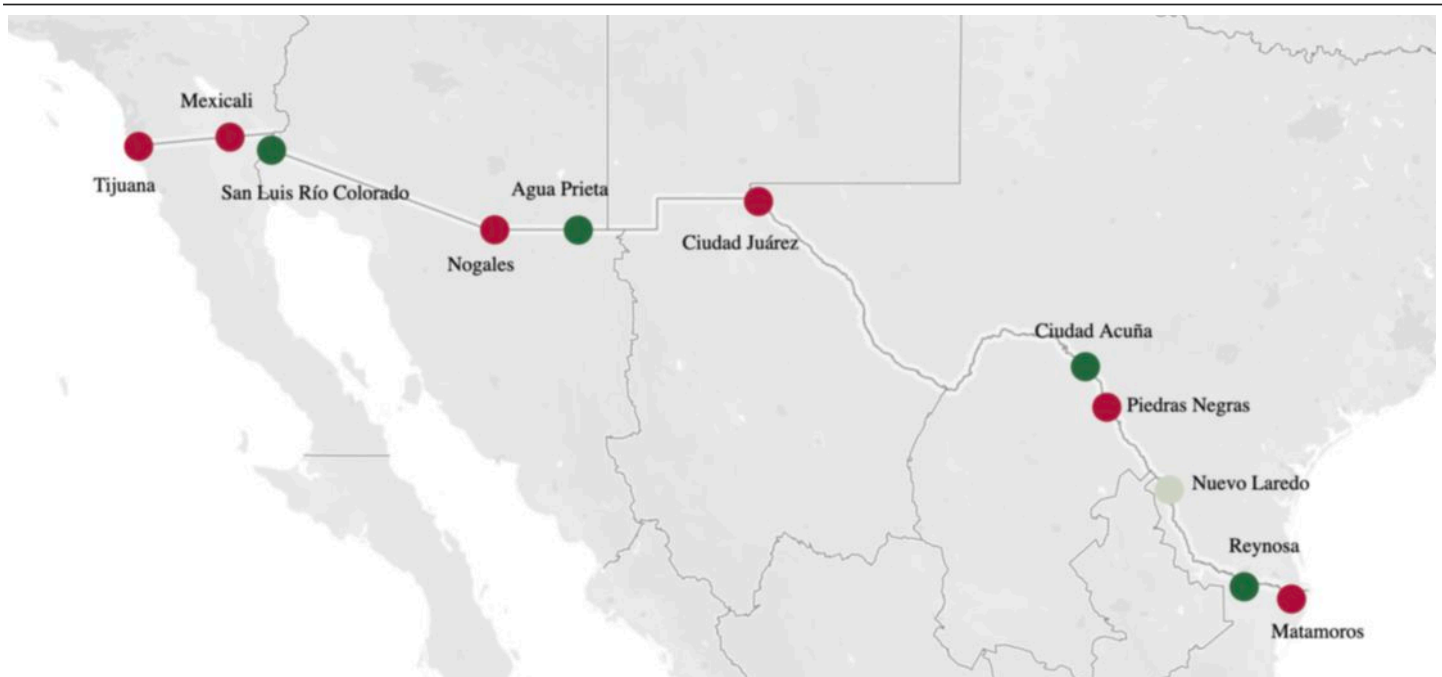 Mexicali
Tijuana
San Luis Río Colorado
Agua Prieta
Nogales
Ciudad Juárez
Ciudad Acuña
Piedras Negras
Nuevo Laredo
Reynosa
Matamoros